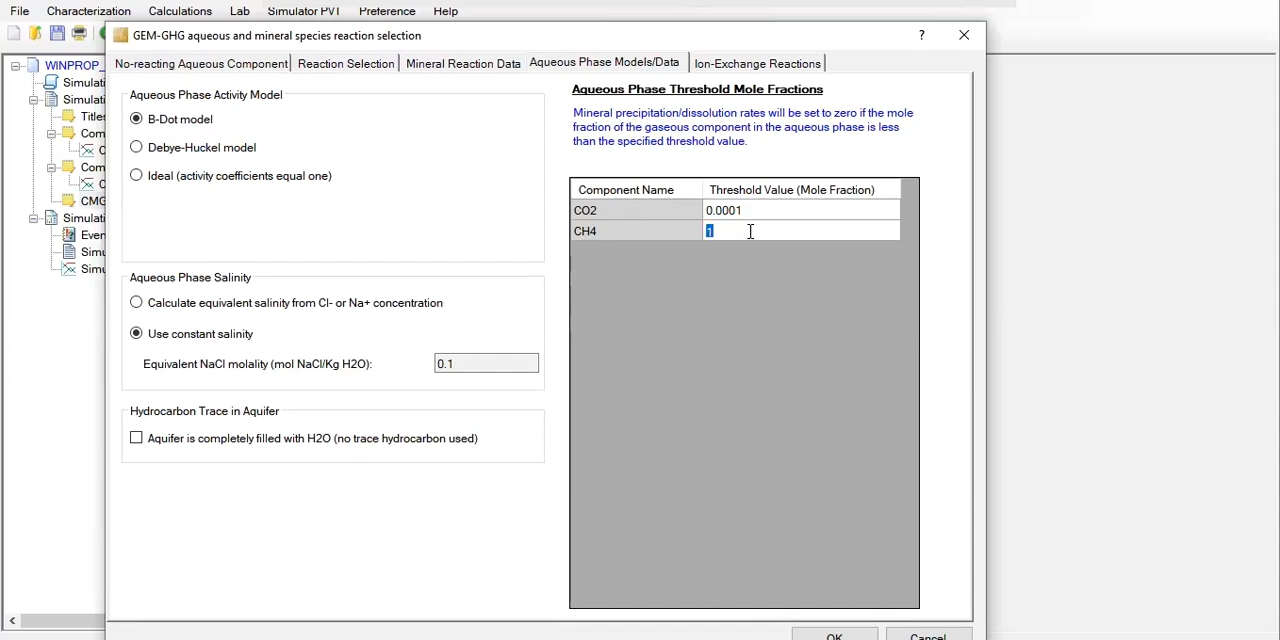 File Characterization Calculations Lab Simulator PVT Preference Help
GEM-GHG aqueous and mineral species reaction selection ?
No-reacting Aqueous Component Reaction Selection Mineral Reaction Data Aqueous Phase Models/Data Ion-Exchange Reactions
WINPROP_
Simulati
Simulati
Titles
Com
C
Com
C
CMG
Simulati
Even
Simu
Simu
Aqueous Phase Activity Model
B-Dot model
Debye-Huckel model
Ideal (activity coefficients equal one)
Aqueous Phase Salinity
Calculate equivalent salinity from Cl- or Na+ concentration
Use constant salinity
Equivalent NaCl molality (mol NaCl/Kg H2O): 0.1
Hydrocarbon Trace in Aquifer
Aquifer is completely filled with H2O (no trace hydrocarbon used)
Aqueous Phase Threshold Mole Fractions
Mineral precipitation/dissolution rates will be set to zero if the mole
fraction of the gaseous component in the aqueous phase is less
than the specified threshold value.
Component Name Threshold Value (Mole Fraction)
CO2 0.0001
CH4 1
OK Cancel